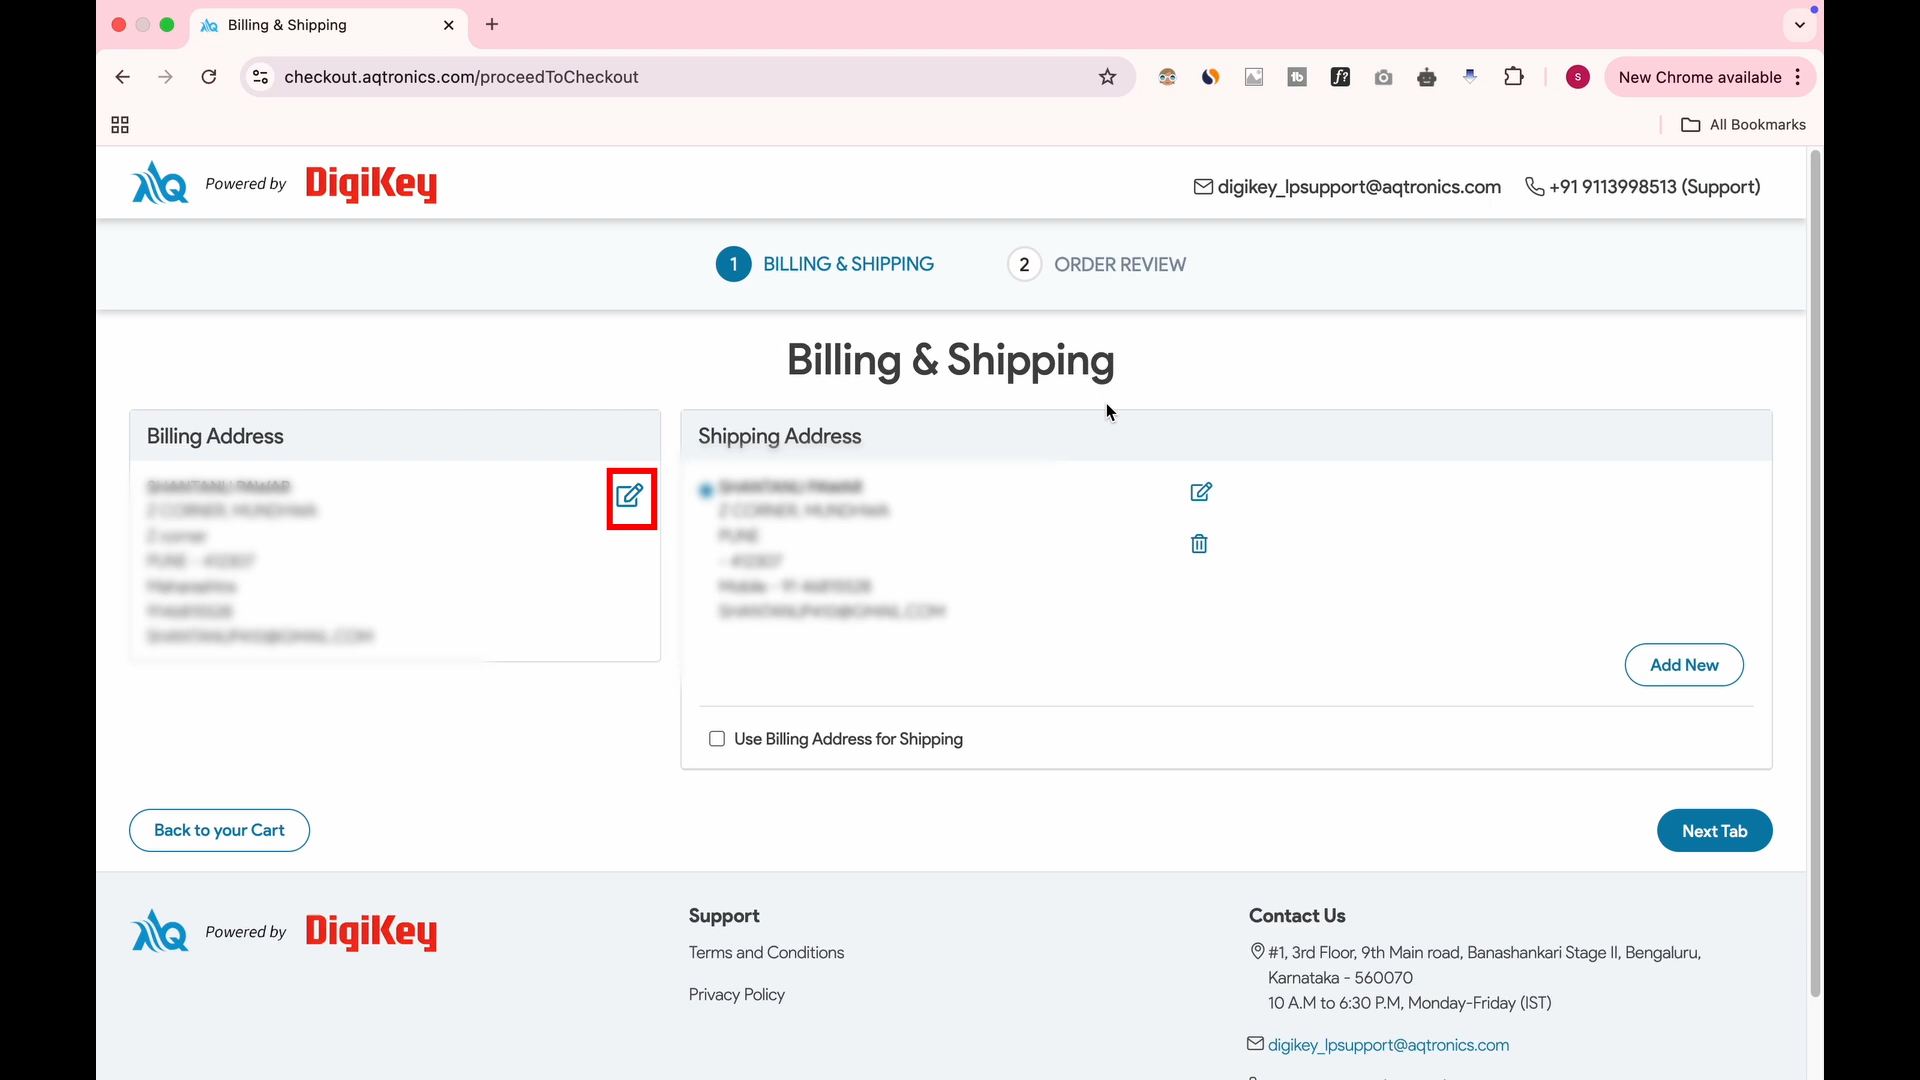 Billing & Shipping
checkout.aqtronics.com/proceedToCheckout
tb
f?
s
New Chrome available
All Bookmarks
AQ Powered by DigiKey
digikey_lpsupport@aqtronics.com
+91 9113998513 (Support)
1 BILLING & SHIPPING
2 ORDER REVIEW
Billing & Shipping
Billing Address
Shipping Address
Add New
Use Billing Address for Shipping
Back to your Cart
Next Tab
AQ Powered by DigiKey
Support
Terms and Conditions
Privacy Policy
Contact Us
#1, 3rd Floor, 9th Main road, Banashankari Stage II, Bengaluru,
Karnataka - 560070
10 A.M to 6:30 P.M, Monday-Friday (IST)
digikey_lpsupport@aqtronics.com